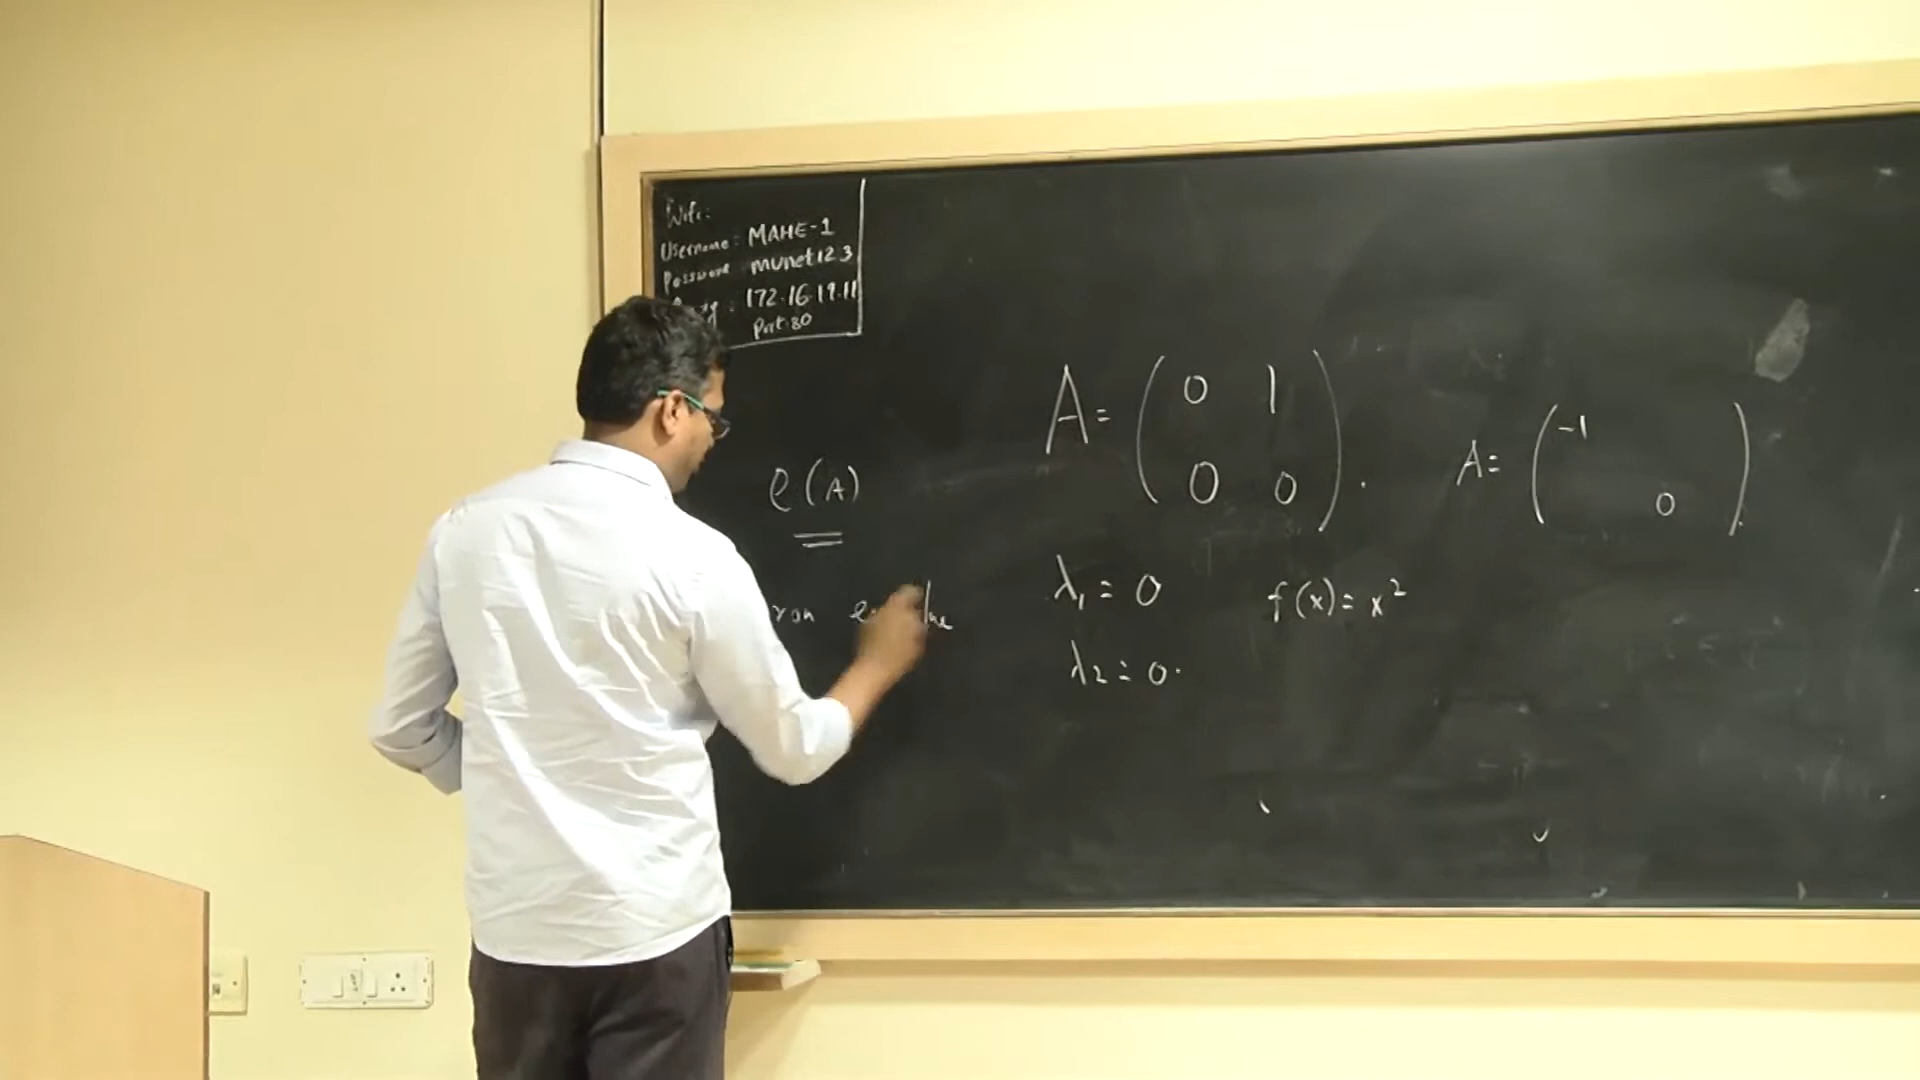 Wifi:
Username: MAHE-1
Password munet123
: 172.16.19.11
Port:80
A= ( 0 1
0 0 ) .
A= ( -1
0 )
ρ(A)
λ₁ = 0
f(x)= x²
λ₂ = 0.